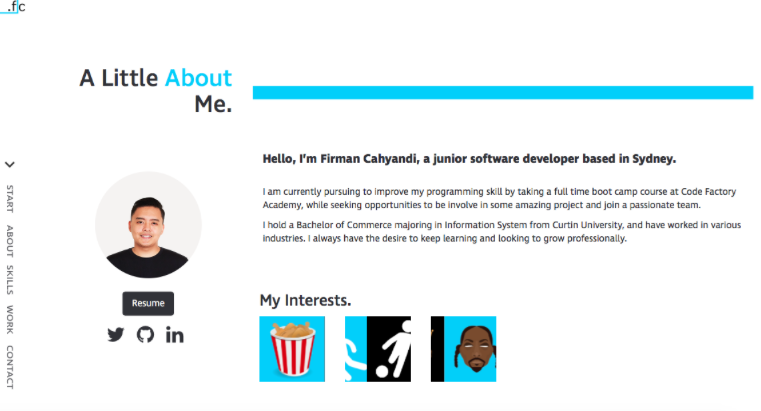 .fc
A Little About
Me.
Hello, I'm Firman Cahyandi, a junior software developer based in Sydney.
I am currently pursuing to improve my programming skill by taking a full time boot camp course at Code Factory
Academy, while seeking opportunities to be involve in some amazing project and join a passionate team.
I hold a Bachelor of Commerce majoring in Information System from Curtin University, and have worked in various
industries. I always have the desire to keep learning and looking to grow professionally.
START
ABOUT
SKILLS
WORK
CONTACT
Resume
in
My Interests.